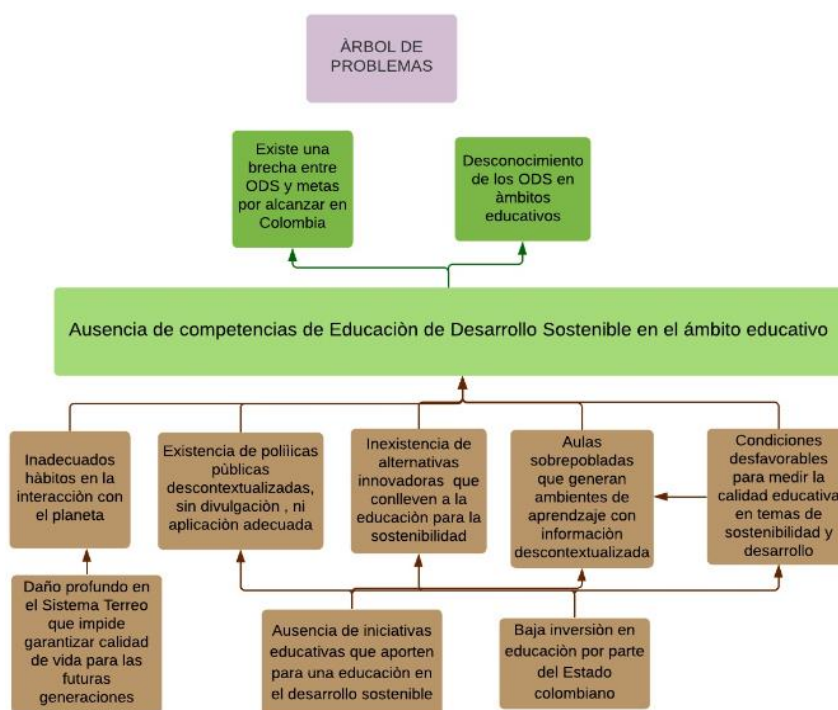 ÀRBOL DE
PROBLEMAS
Existe una
brecha entre
ODS y metas
por alcanzar en
Colombia
Desconocimiento
de los ODS en
àmbitos
educativos
Ausencia de competencias de Educaciòn de Desarrollo Sostenible en el ámbito educativo
Inadecuados
hàbitos en la
interacciòn con
el planeta
Existencia de poliìicas
pùblicas
descontextualizadas,
sin divulgaciòn , ni
aplicaciòn adecuada
Inexistencia de
alternativas
innovadoras que
conlleven a la
educaciòn para la
sostenibilidad
Aulas
sobrepobladas
que generan
ambientes de
aprendzaje con
informaciòn
descontextualizada
Condiciones
desfavorables
para medir la
calidad educativa
en temas de
sostenibilidad y
desarrollo
Daño profundo en
el Sistema Terreo
que impide
garantizar calidad
de vida para las
futuras
generaciones
Ausencia de iniciativas
educativas que aporten
para una educaciòn en
el desarrollo sostenible
Baja inversiòn en
educaciòn por parte
del Estado
colombiano